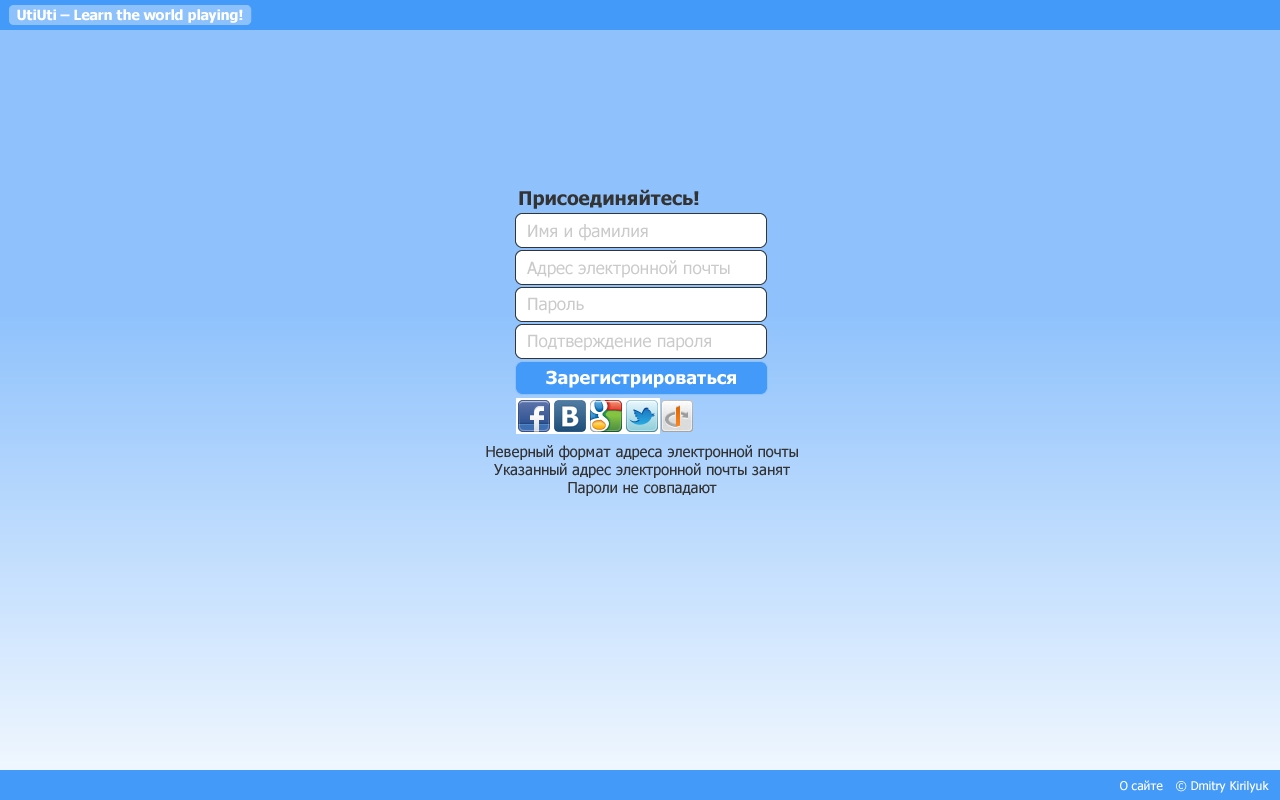 UtiUti – Learn the world playing!
Присоединяйтесь!
Имя и фамилия
Адрес электронной почты
Пароль
Подтверждение пароля
Зарегистрироваться
Неверный формат адреса электронной почты
Указанный адрес электронной почты занят
Пароли не совпадают
О сайте © Dmitry Kirilyuk